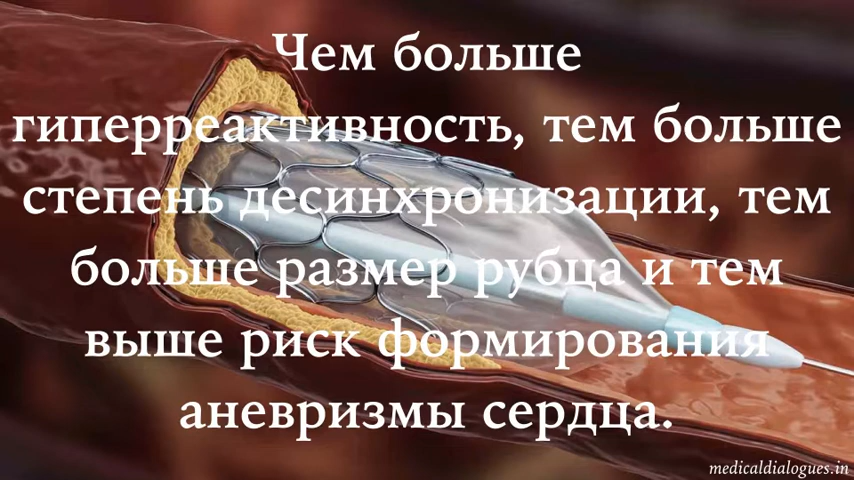 Чем больше
гиперреактивность, тем больше
степень десинхронизации, тем
больше размер рубца и тем
выше риск формирования
аневризмы сердца.
medicaldialogues.in